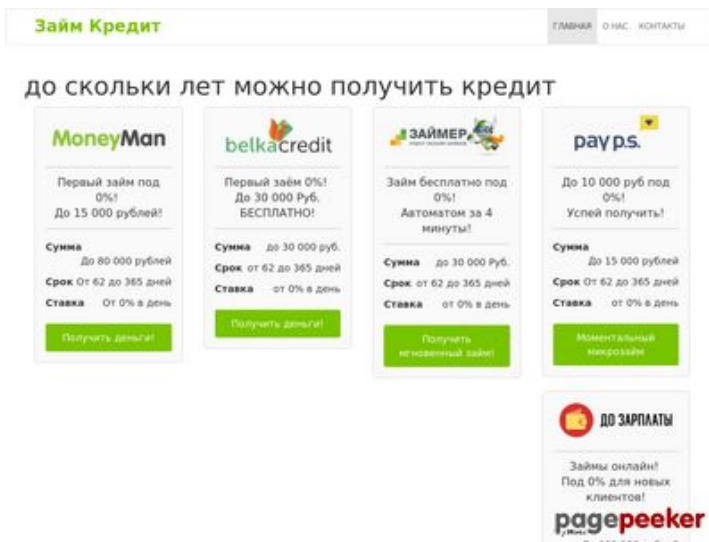 Займ Кредит
ГЛАВНАЯ О НАС КОНТАКТЫ
до скольки лет можно получить кредит
MoneyMan
Первый займ под
0%!
До 15 000 рублей!
Сумма
До 80 000 рублей
Срок От 62 до 365 дней
Ставка От 0% в день
Получить деньги!
belkacredit
Первый заём 0%!
До 30 000 Руб.
БЕСПЛАТНО!
Сумма до 30 000 руб.
Срок от 62 до 365 дней
Ставка от 0% в день
Получить деньги!
ЗАЙМЕР
Займ бесплатно под
0%!
Автоматом за 4
минуты!
Сумма до 30 000 Руб.
Срок от 62 до 365 дней
Ставка от 0% в день
Получить
мгновенный займ!
pay p.s.
До 10 000 руб под
0%!
Успей получить!
Сумма
До 15 000 рублей
Срок От 62 до 365 дней
Ставка от 0% в день
Моментальный
микрозайм
ДО ЗАРПЛАТЫ
Займы онлайн!
Под 0% для новых
клиентов!
pagepeeker